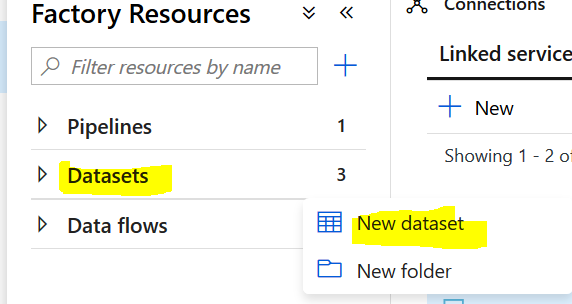 Factory Resources
Connections
Filter resources by name
Linked service
New
Pipelines 1
Showing 1 - 2 of
Datasets 3
New dataset
Data flows
New folder